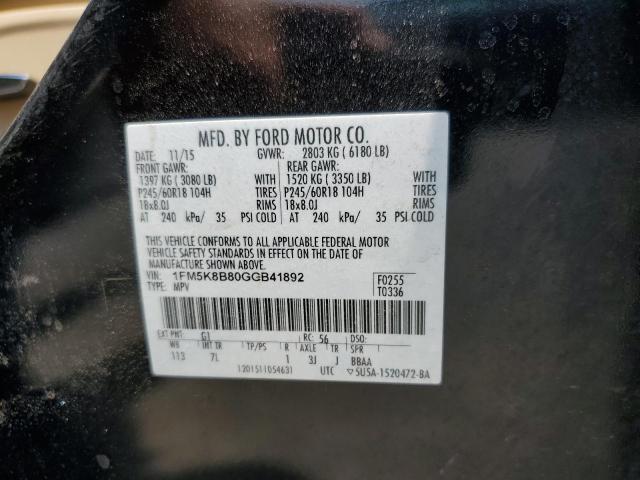 MFD. BY FORD MOTOR CO.
DATE: 11/15 GVWR: 2803 KG ( 6180 LB)
FRONT GAWR: REAR GAWR:
1397 KG ( 3080 LB) WITH 1520 KG ( 3350 LB) WITH
P245/60R18 104H TIRES P245/60R18 104H TIRES
18x8.0J RIMS 18x8.0J RIMS
AT 240 kPa/ 35 PSI COLD AT 240 kPa/ 35 PSI COLD
THIS VEHICLE CONFORMS TO ALL APPLICABLE FEDERAL MOTOR
VEHICLE SAFETY STANDARDS IN EFFECT ON THE DATE OF
MANUFACTURE SHOWN ABOVE.
VIN: 1FM5K8B80GGB41892 F0255
TYPE: MPV T0336
EXT PNT: G1 RC: 56 DSO:
WB INT TR TP/PS R AXLE TR SPR
113 7L 1 3J J BBAA
1201511054631 UTC ▽5U5A-1520472-BA